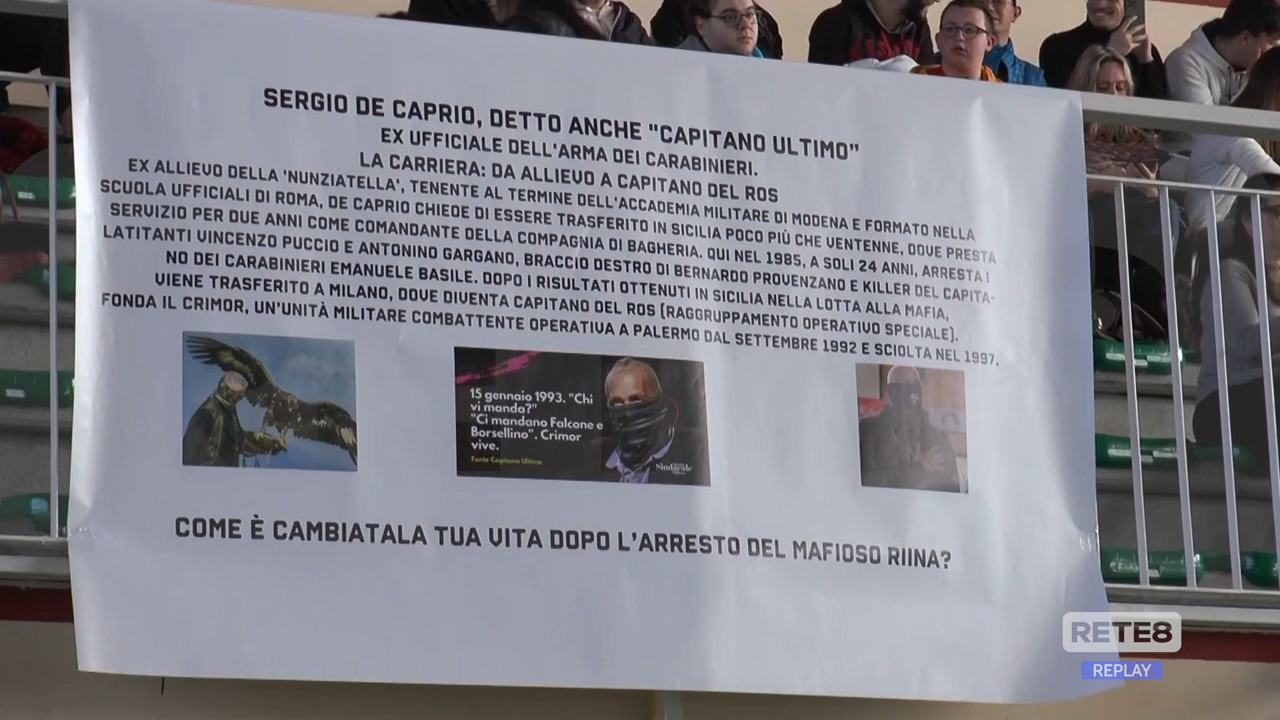 SERGIO DE CAPRIO, DETTO ANCHE "CAPITANO ULTIMO"
EX UFFICIALE DELL'ARMA DEI CARABINIERI.
LA CARRIERA: DA ALLIEVO A CAPITANO DEL ROS
EX ALLIEVO DELLA 'NUNZIATELLA', TENENTE AL TERMINE DELL'ACCADEMIA MILITARE DI MODENA E FORMATO NELLA
SCUOLA UFFICIALI DI ROMA, DE CAPRIO CHIEDE DI ESSERE TRASFERITO IN SICILIA POCO PIÙ CHE VENTENNE, DOVE PRESTA
SERVIZIO PER DUE ANNI COME COMANDANTE DELLA COMPAGNIA DI BAGHERIA. QUI NEL 1985, A SOLI 24 ANNI, ARRESTA I
LATITANTI VINCENZO PUCCIO E ANTONINO GARGANO, BRACCIO DESTRO DI BERNARDO PROVENZANO E KILLER DEL CAPITA-
NO DEI CARABINIERI EMANUELE BASILE. DOPO I RISULTATI OTTENUTI IN SICILIA NELLA LOTTA ALLA MAFIA,
VIENE TRASFERITO A MILANO, DOVE DIVENTA CAPITANO DEL ROS (RAGGRUPPAMENTO OPERATIVO SPECIALE).
FONDA IL CRIMOR, UN'UNITÀ MILITARE COMBATTENTE OPERATIVA A PALERMO DAL SETTEMBRE 1992 E SCIOLTA NEL 1997.
15 gennaio 1993. "Chi
vi manda?"
"Ci mandano Falcone e
Borsellino". Crimor
vive.
Fonte Capitano Ultimo
Sindacale
COME È CAMBIATALA TUA VITA DOPO L'ARRESTO DEL MAFIOSO RIINA?
RETE8
REPLAY